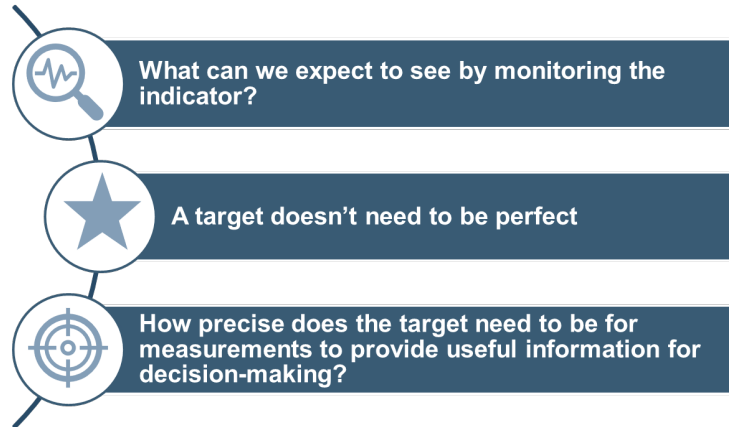 What can we expect to see by monitoring the
indicator?
A target doesn’t need to be perfect
How precise does the target need to be for
measurements to provide useful information for
decision-making?